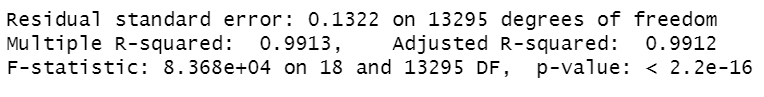 Residual standard error: 0.1322 on 13295 degrees of freedom
Multiple R-squared:  0.9913,    Adjusted R-squared:  0.9912
F-statistic: 8.368e+04 on 18 and 13295 DF,  p-value: < 2.2e-16